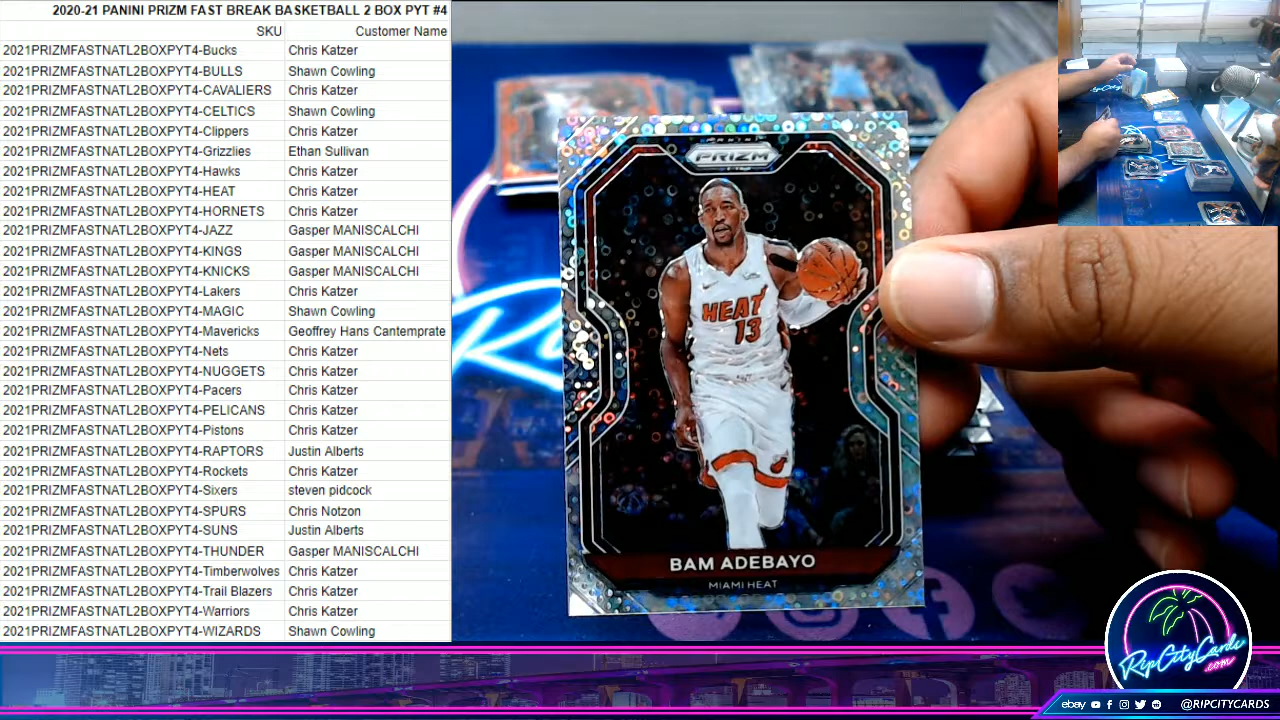 2020-21 PANINI PRIZM FAST BREAK BASKETBALL 2 BOX PYT #4
SKU Customer Name
2021PRIZMFASTNATL2BOXPYT4-Bucks Chris Katzer
2021PRIZMFASTNATL2BOXPYT4-BULLS Shawn Cowling
2021PRIZMFASTNATL2BOXPYT4-CAVALIERS Chris Katzer
2021PRIZMFASTNATL2BOXPYT4-CELTICS Shawn Cowling
2021PRIZMFASTNATL2BOXPYT4-Clippers Chris Katzer
2021PRIZMFASTNATL2BOXPYT4-Grizzlies Ethan Sullivan
2021PRIZMFASTNATL2BOXPYT4-Hawks Chris Katzer
2021PRIZMFASTNATL2BOXPYT4-HEAT Chris Katzer
2021PRIZMFASTNATL2BOXPYT4-HORNETS Chris Katzer
2021PRIZMFASTNATL2BOXPYT4-JAZZ Gasper MANISCALCHI
2021PRIZMFASTNATL2BOXPYT4-KINGS Gasper MANISCALCHI
2021PRIZMFASTNATL2BOXPYT4-KNICKS Gasper MANISCALCHI
2021PRIZMFASTNATL2BOXPYT4-Lakers Chris Katzer
2021PRIZMFASTNATL2BOXPYT4-MAGIC Shawn Cowling
2021PRIZMFASTNATL2BOXPYT4-Mavericks Geoffrey Hans Cantemprate
2021PRIZMFASTNATL2BOXPYT4-Nets Chris Katzer
2021PRIZMFASTNATL2BOXPYT4-NUGGETS Chris Katzer
2021PRIZMFASTNATL2BOXPYT4-Pacers Chris Katzer
2021PRIZMFASTNATL2BOXPYT4-PELICANS Chris Katzer
2021PRIZMFASTNATL2BOXPYT4-Pistons Chris Katzer
2021PRIZMFASTNATL2BOXPYT4-RAPTORS Justin Alberts
2021PRIZMFASTNATL2BOXPYT4-Rockets Chris Katzer
2021PRIZMFASTNATL2BOXPYT4-Sixers steven pidcock
2021PRIZMFASTNATL2BOXPYT4-SPURS Chris Notzon
2021PRIZMFASTNATL2BOXPYT4-SUNS Justin Alberts
2021PRIZMFASTNATL2BOXPYT4-THUNDER Gasper MANISCALCHI
2021PRIZMFASTNATL2BOXPYT4-Timberwolves Chris Katzer
2021PRIZMFASTNATL2BOXPYT4-Trail Blazers Chris Katzer
2021PRIZMFASTNATL2BOXPYT4-Warriors Chris Katzer
2021PRIZMFASTNATL2BOXPYT4-WIZARDS Shawn Cowling
PRIZM
HEAT
13
BAM ADEBAYO
MIAMI HEAT
RipCityCards
.com
ebay @RIPCITYCARDS